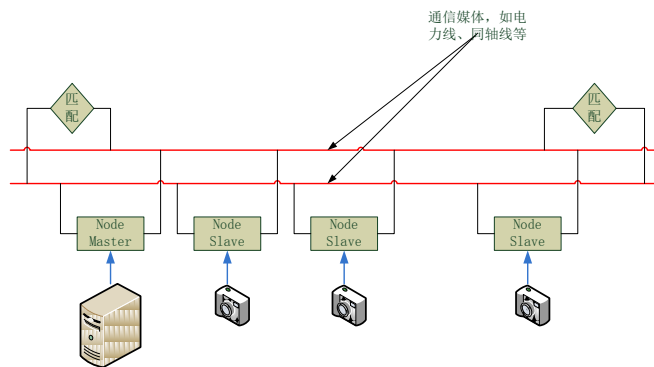 通信媒体，如电
力线、同轴线等
匹
配
匹
配
Node
Master
Node
Slave
Node
Slave
Node
Slave